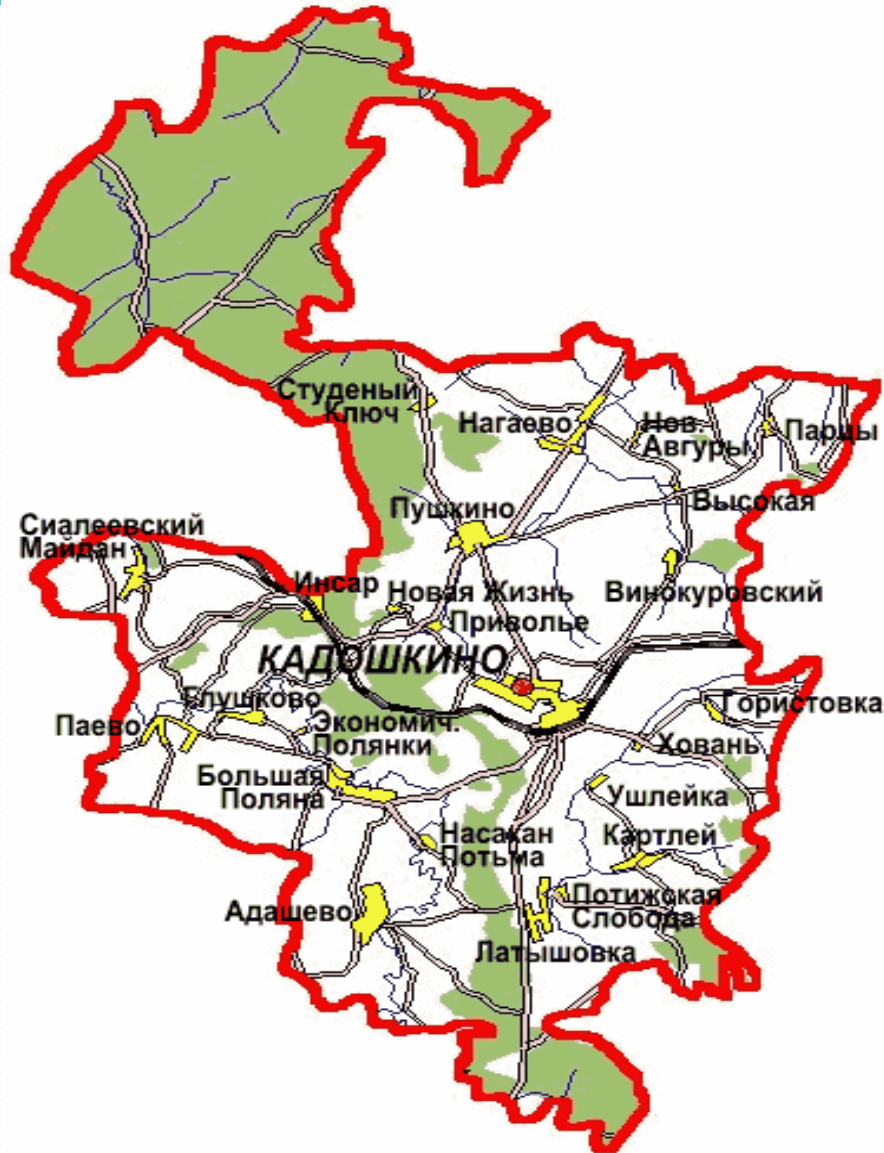 Студеный
Ключ
Нагаево
Нов.
Авгуры
Парцы
Пушкино
Высокая
Сиалеевский
Майдан
Инсар
Новая Жизнь
Винокуровский
Приволье
КАДОШКИНО
Глушково
Гористовка
Паево
Экономич.
Полянки
Ховань
Большая
Поляна
Ушлейка
Насакан
Потьма
Картлей
Адашево
Потижская
Слобода
Латышовка